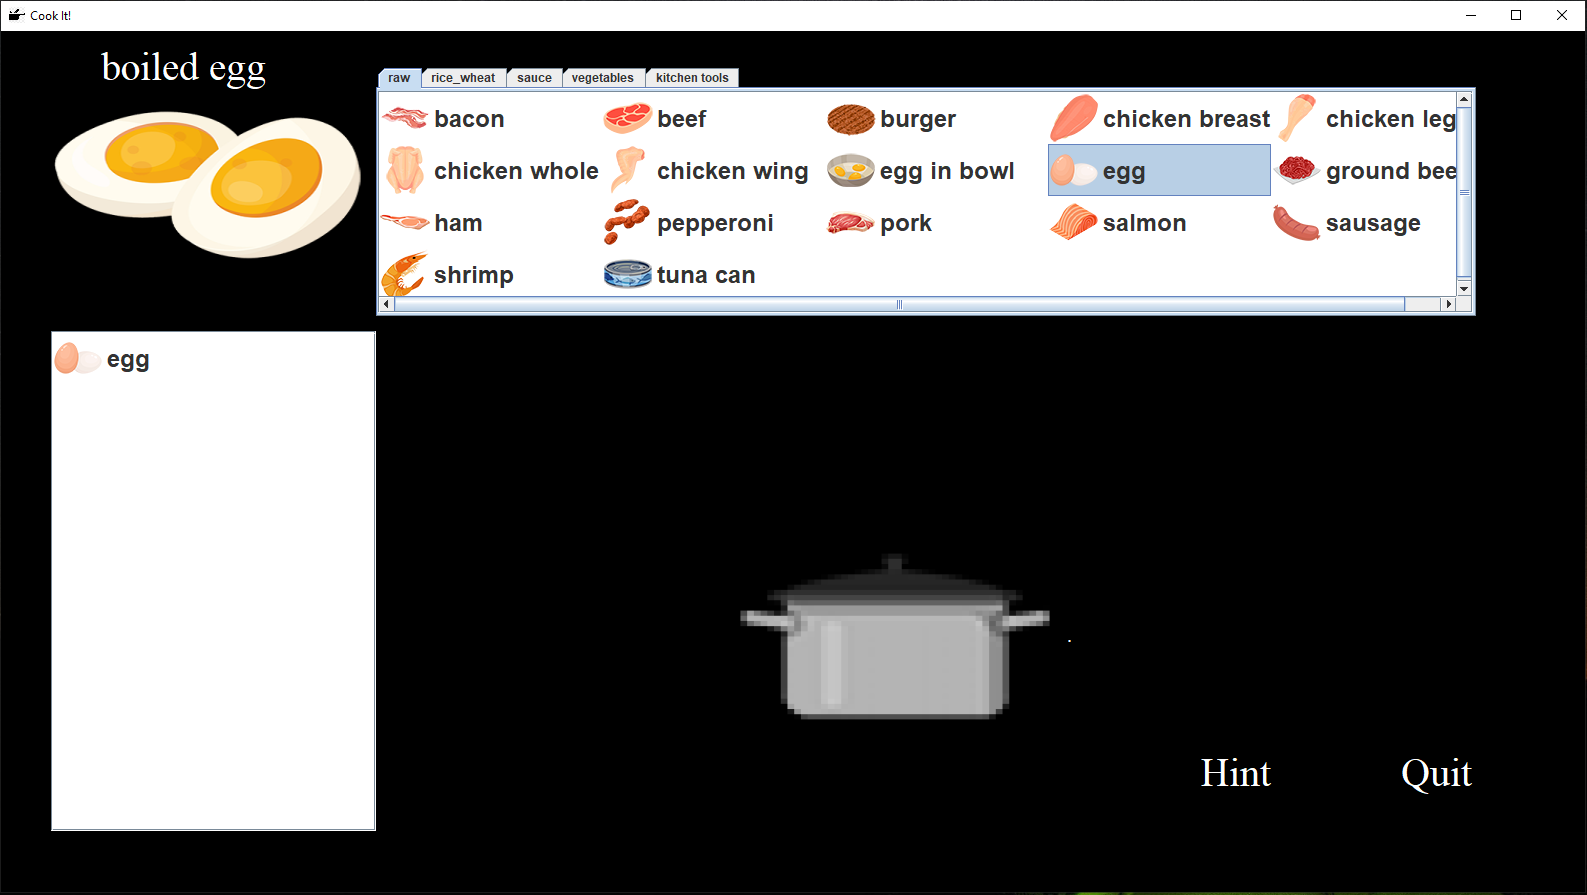 Cook It!
boiled egg
raw rice_wheat sauce vegetables kitchen tools
bacon beef burger chicken breast chicken leg
chicken whole chicken wing egg in bowl egg ground bee
ham pepperoni pork salmon sausage
shrimp tuna can
egg
Hint Quit